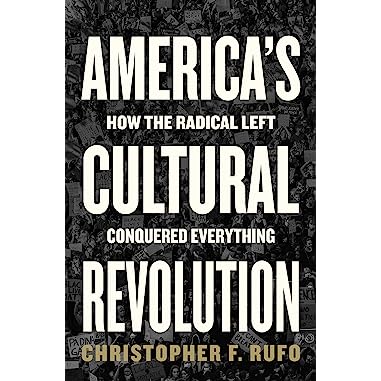 AMERICA'S
HOW THE RADICAL LEFT
CULTURAL
CONQUERED EVERYTHING
REVOLUTION
CHRISTOPHER F. RUFO